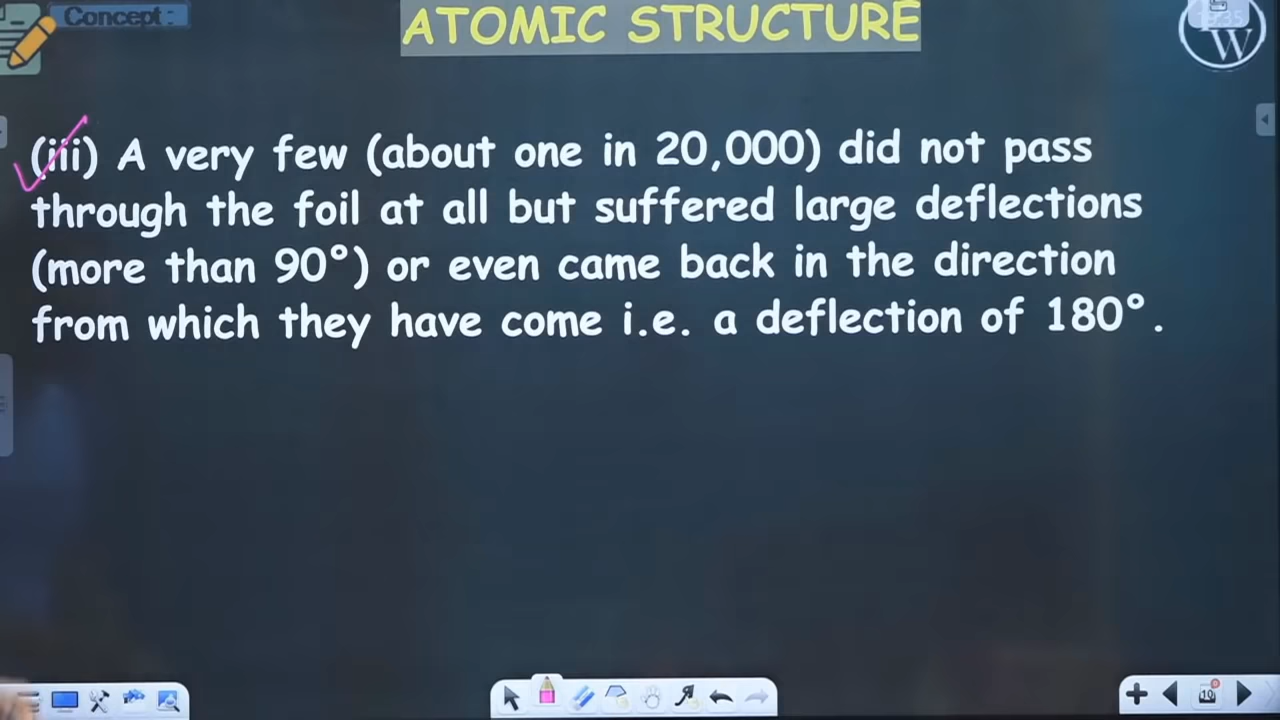 Concept :
ATOMIC STRUCTURE
W
(iii) A very few (about one in 20,000) did not pass
through the foil at all but suffered large deflections
(more than 90°) or even came back in the direction
from which they have come i.e. a deflection of 180°.